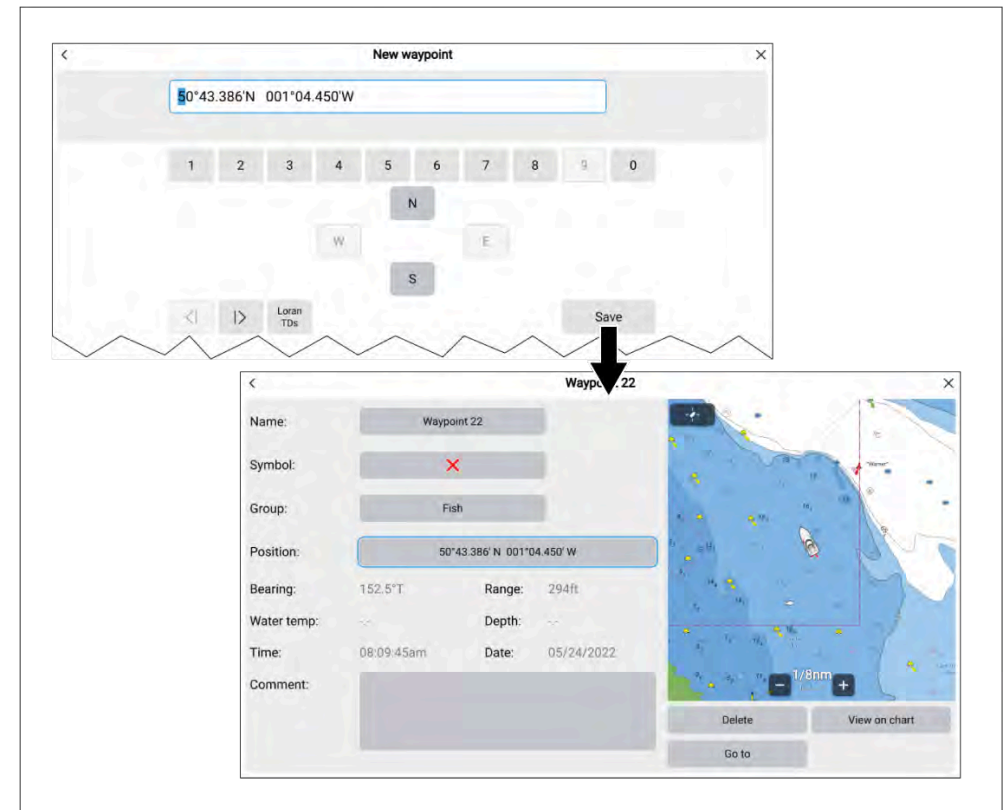 New waypoint
50°43.386'N 001°04.450'W
1 2 3 4 5 6 7 8 9 0
N
W E
S
Loran
TDs
Save
Waypoint 22
Name: Waypoint 22
Symbol:
Group: Fish
Position: 50°43.386' N 001°04.450' W
Bearing: 152.5°T Range: 294ft
Water temp: -.- Depth: -.-
Time: 08:09:45am Date: 05/24/2022
Comment:
"Warner"
1/8nm
Delete View on chart
Go to